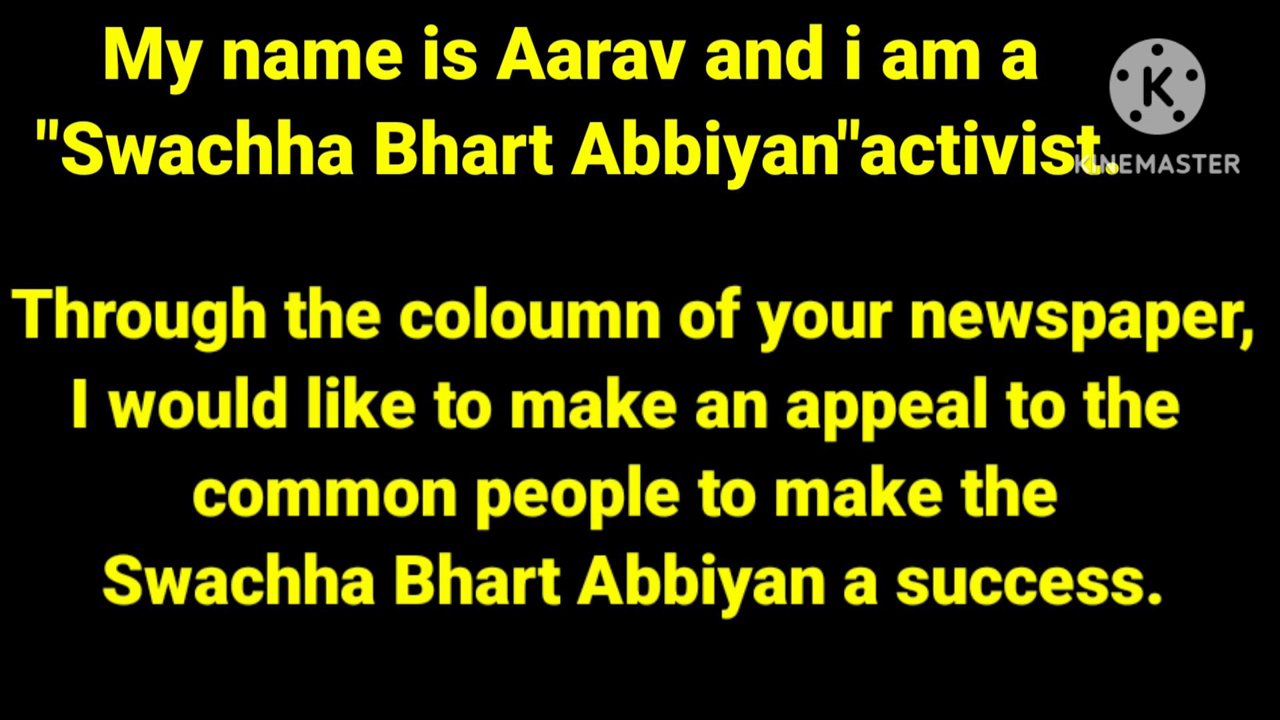 My name is Aarav and i am a
"Swachha Bhart Abbiyan"activist.
K
KINEMASTER
Through the coloumn of your newspaper,
I would like to make an appeal to the
common people to make the
Swachha Bhart Abbiyan a success.